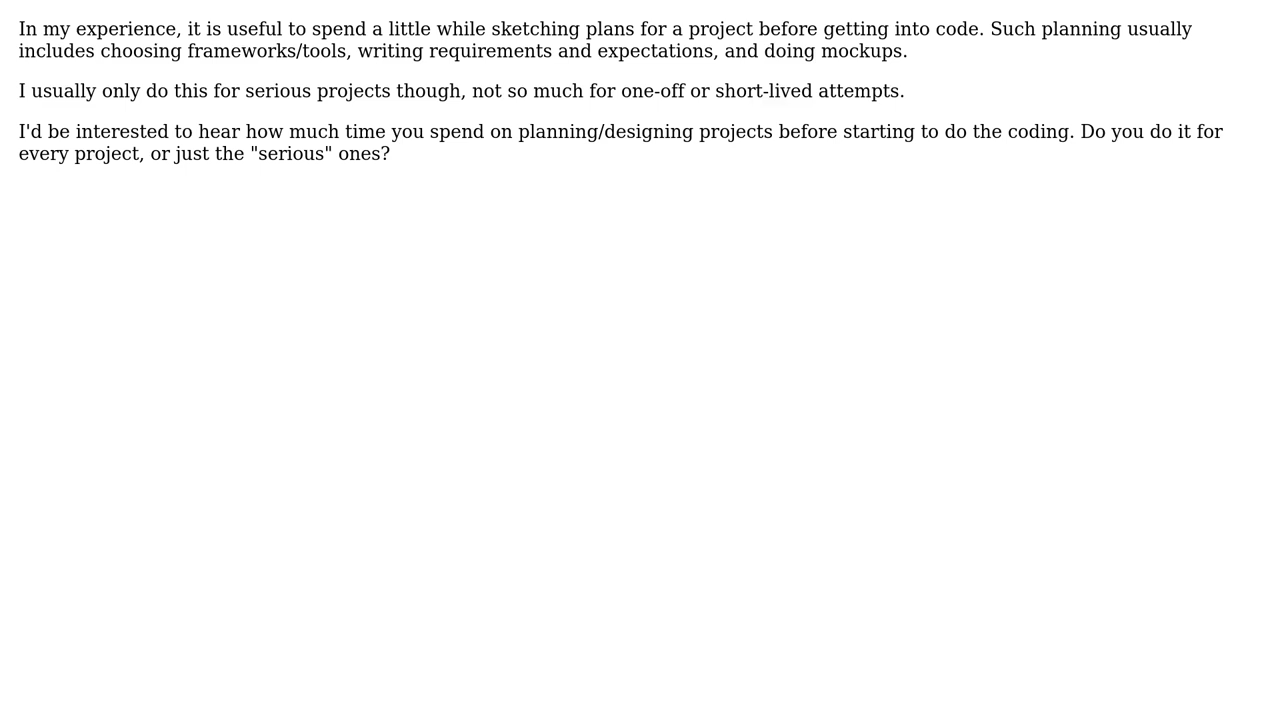 In my experience, it is useful to spend a little while sketching plans for a project before getting into code. Such planning usually
includes choosing frameworks/tools, writing requirements and expectations, and doing mockups.
I usually only do this for serious projects though, not so much for one-off or short-lived attempts.
I'd be interested to hear how much time you spend on planning/designing projects before starting to do the coding. Do you do it for
every project, or just the "serious" ones?